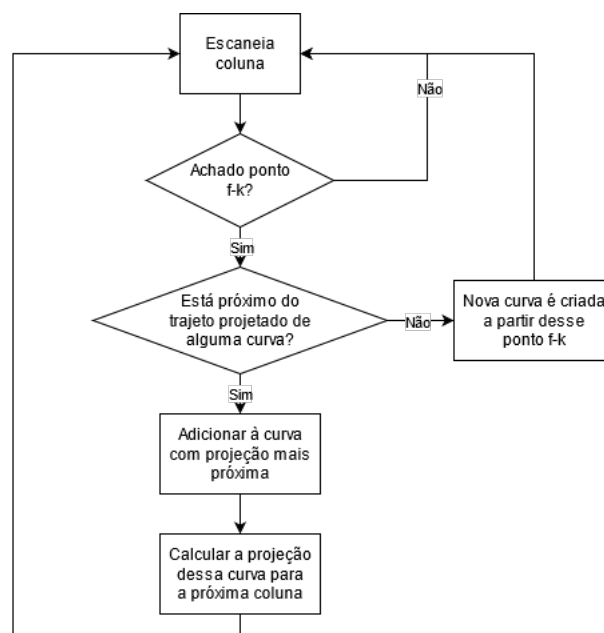 Escaneia
coluna
Não
Achado ponto
f-k?
Sim
Está próximo do
trajeto projetado de
alguma curva?
Não
Nova curva é criada
a partir desse
ponto f-k
Sim
Adicionar à curva
com projeção mais
próxima
Calcular a projeção
dessa curva para
a próxima coluna